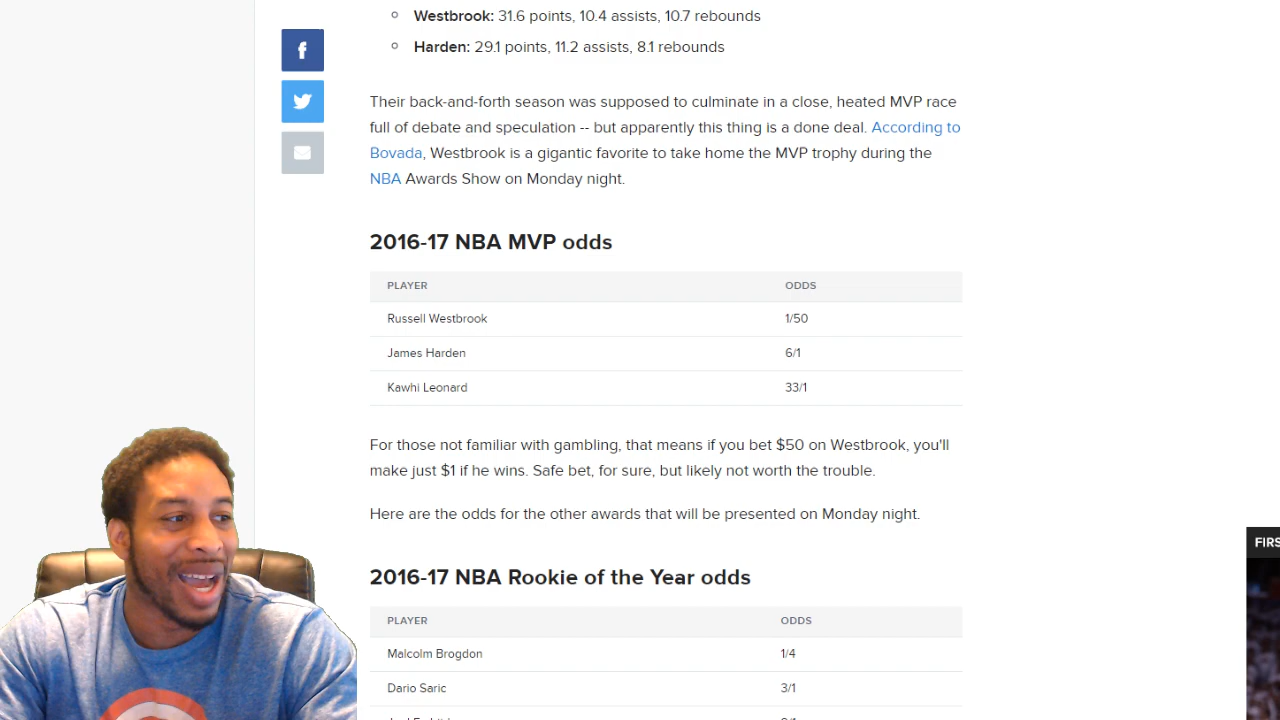 Westbrook: 31.6 points, 10.4 assists, 10.7 rebounds
Harden: 29.1 points, 11.2 assists, 8.1 rebounds
Their back-and-forth season was supposed to culminate in a close, heated MVP race
full of debate and speculation -- but apparently this thing is a done deal. According to
Bovada, Westbrook is a gigantic favorite to take home the MVP trophy during the
NBA Awards Show on Monday night.
2016-17 NBA MVP odds
PLAYER ODDS
Russell Westbrook 1/50
James Harden 6/1
Kawhi Leonard 33/1
For those not familiar with gambling, that means if you bet $50 on Westbrook, you'll
make just $1 if he wins. Safe bet, for sure, but likely not worth the trouble.
Here are the odds for the other awards that will be presented on Monday night.
FIRS
2016-17 NBA Rookie of the Year odds
PLAYER ODDS
Malcolm Brogdon 1/4
Dario Saric 3/1